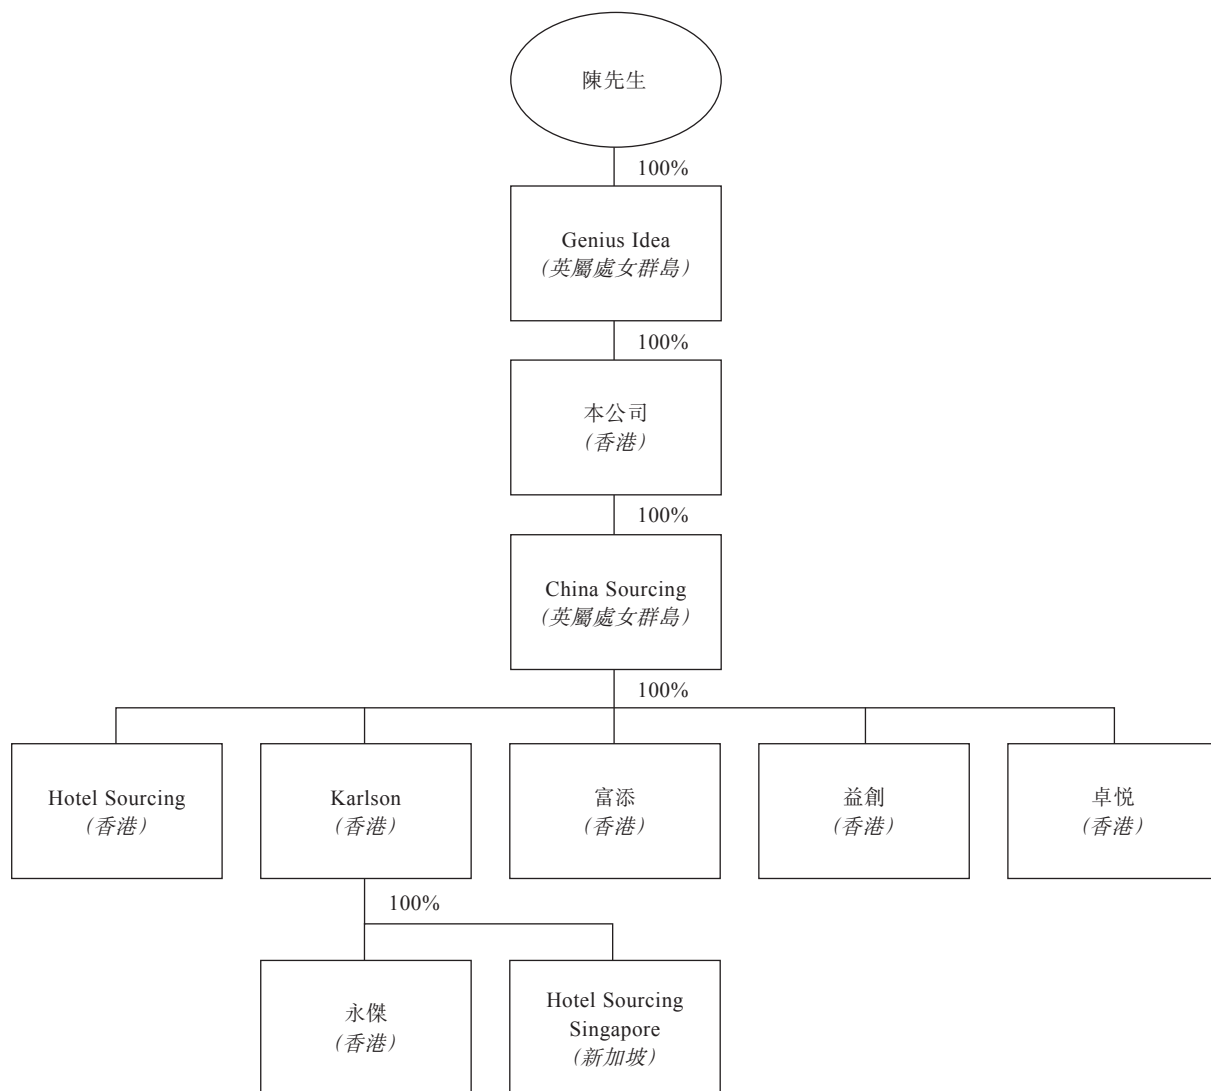 陳先生
100%
Genius Idea
(英屬處女群島)
100%
本公司
(香港)
100%
China Sourcing
(英屬處女群島)
100%
Hotel Sourcing
(香港)
Karlson
(香港)
富添
(香港)
益創
(香港)
卓悦
(香港)
100%
永傑
(香港)
Hotel Sourcing
Singapore
(新加坡)